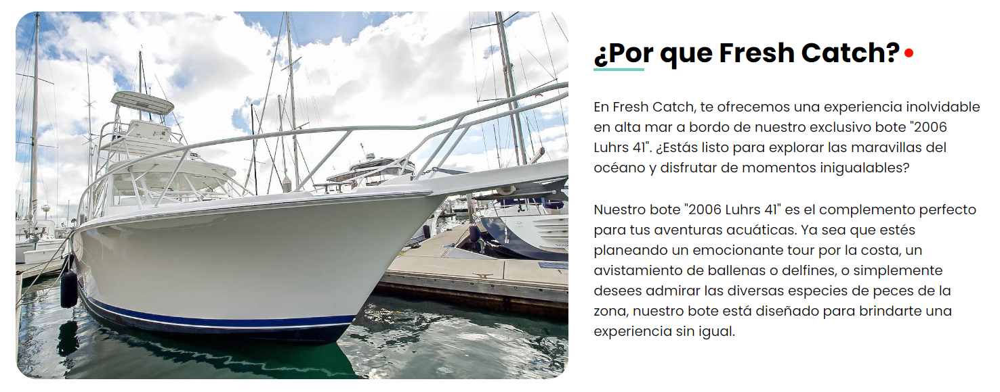 ¿Por que Fresh Catch?
En Fresh Catch, te ofrecemos una experiencia inolvidable
en alta mar a bordo de nuestro exclusivo bote "2006
Luhrs 41". ¿Estás listo para explorar las maravillas del
océano y disfrutar de momentos inigualables?
Nuestro bote "2006 Luhrs 41" es el complemento perfecto
para tus aventuras acuáticas. Ya sea que estés
planeando un emocionante tour por la costa, un
avistamiento de ballenas o delfines, o simplemente
desees admirar las diversas especies de peces de la
zona, nuestro bote está diseñado para brindarte una
experiencia sin igual.